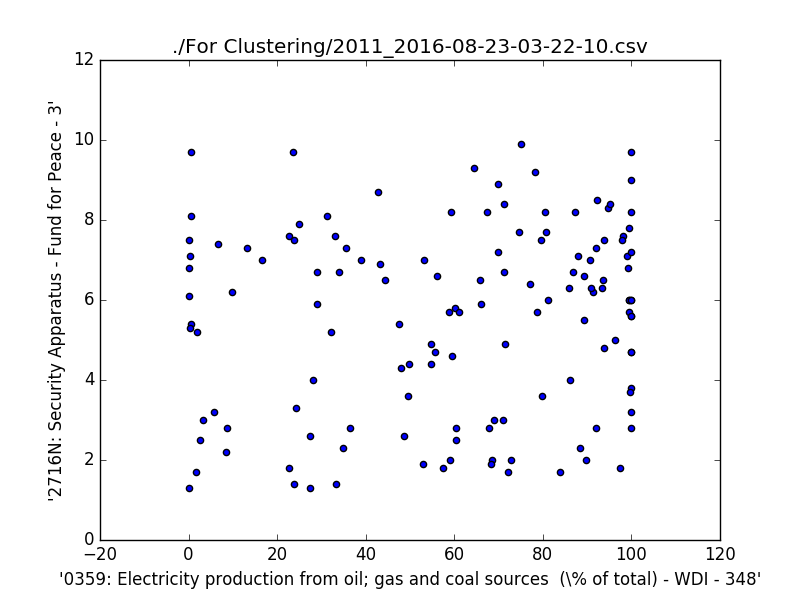 ./For Clustering/2011_2016-08-23-03-22-10.csv
'2716N: Security Apparatus - Fund for Peace - 3'
12
10
8
6
4
2
0
−20 0 20 40 60 80 100 120
'0359: Electricity production from oil; gas and coal sources  (\% of total) - WDI - 348'